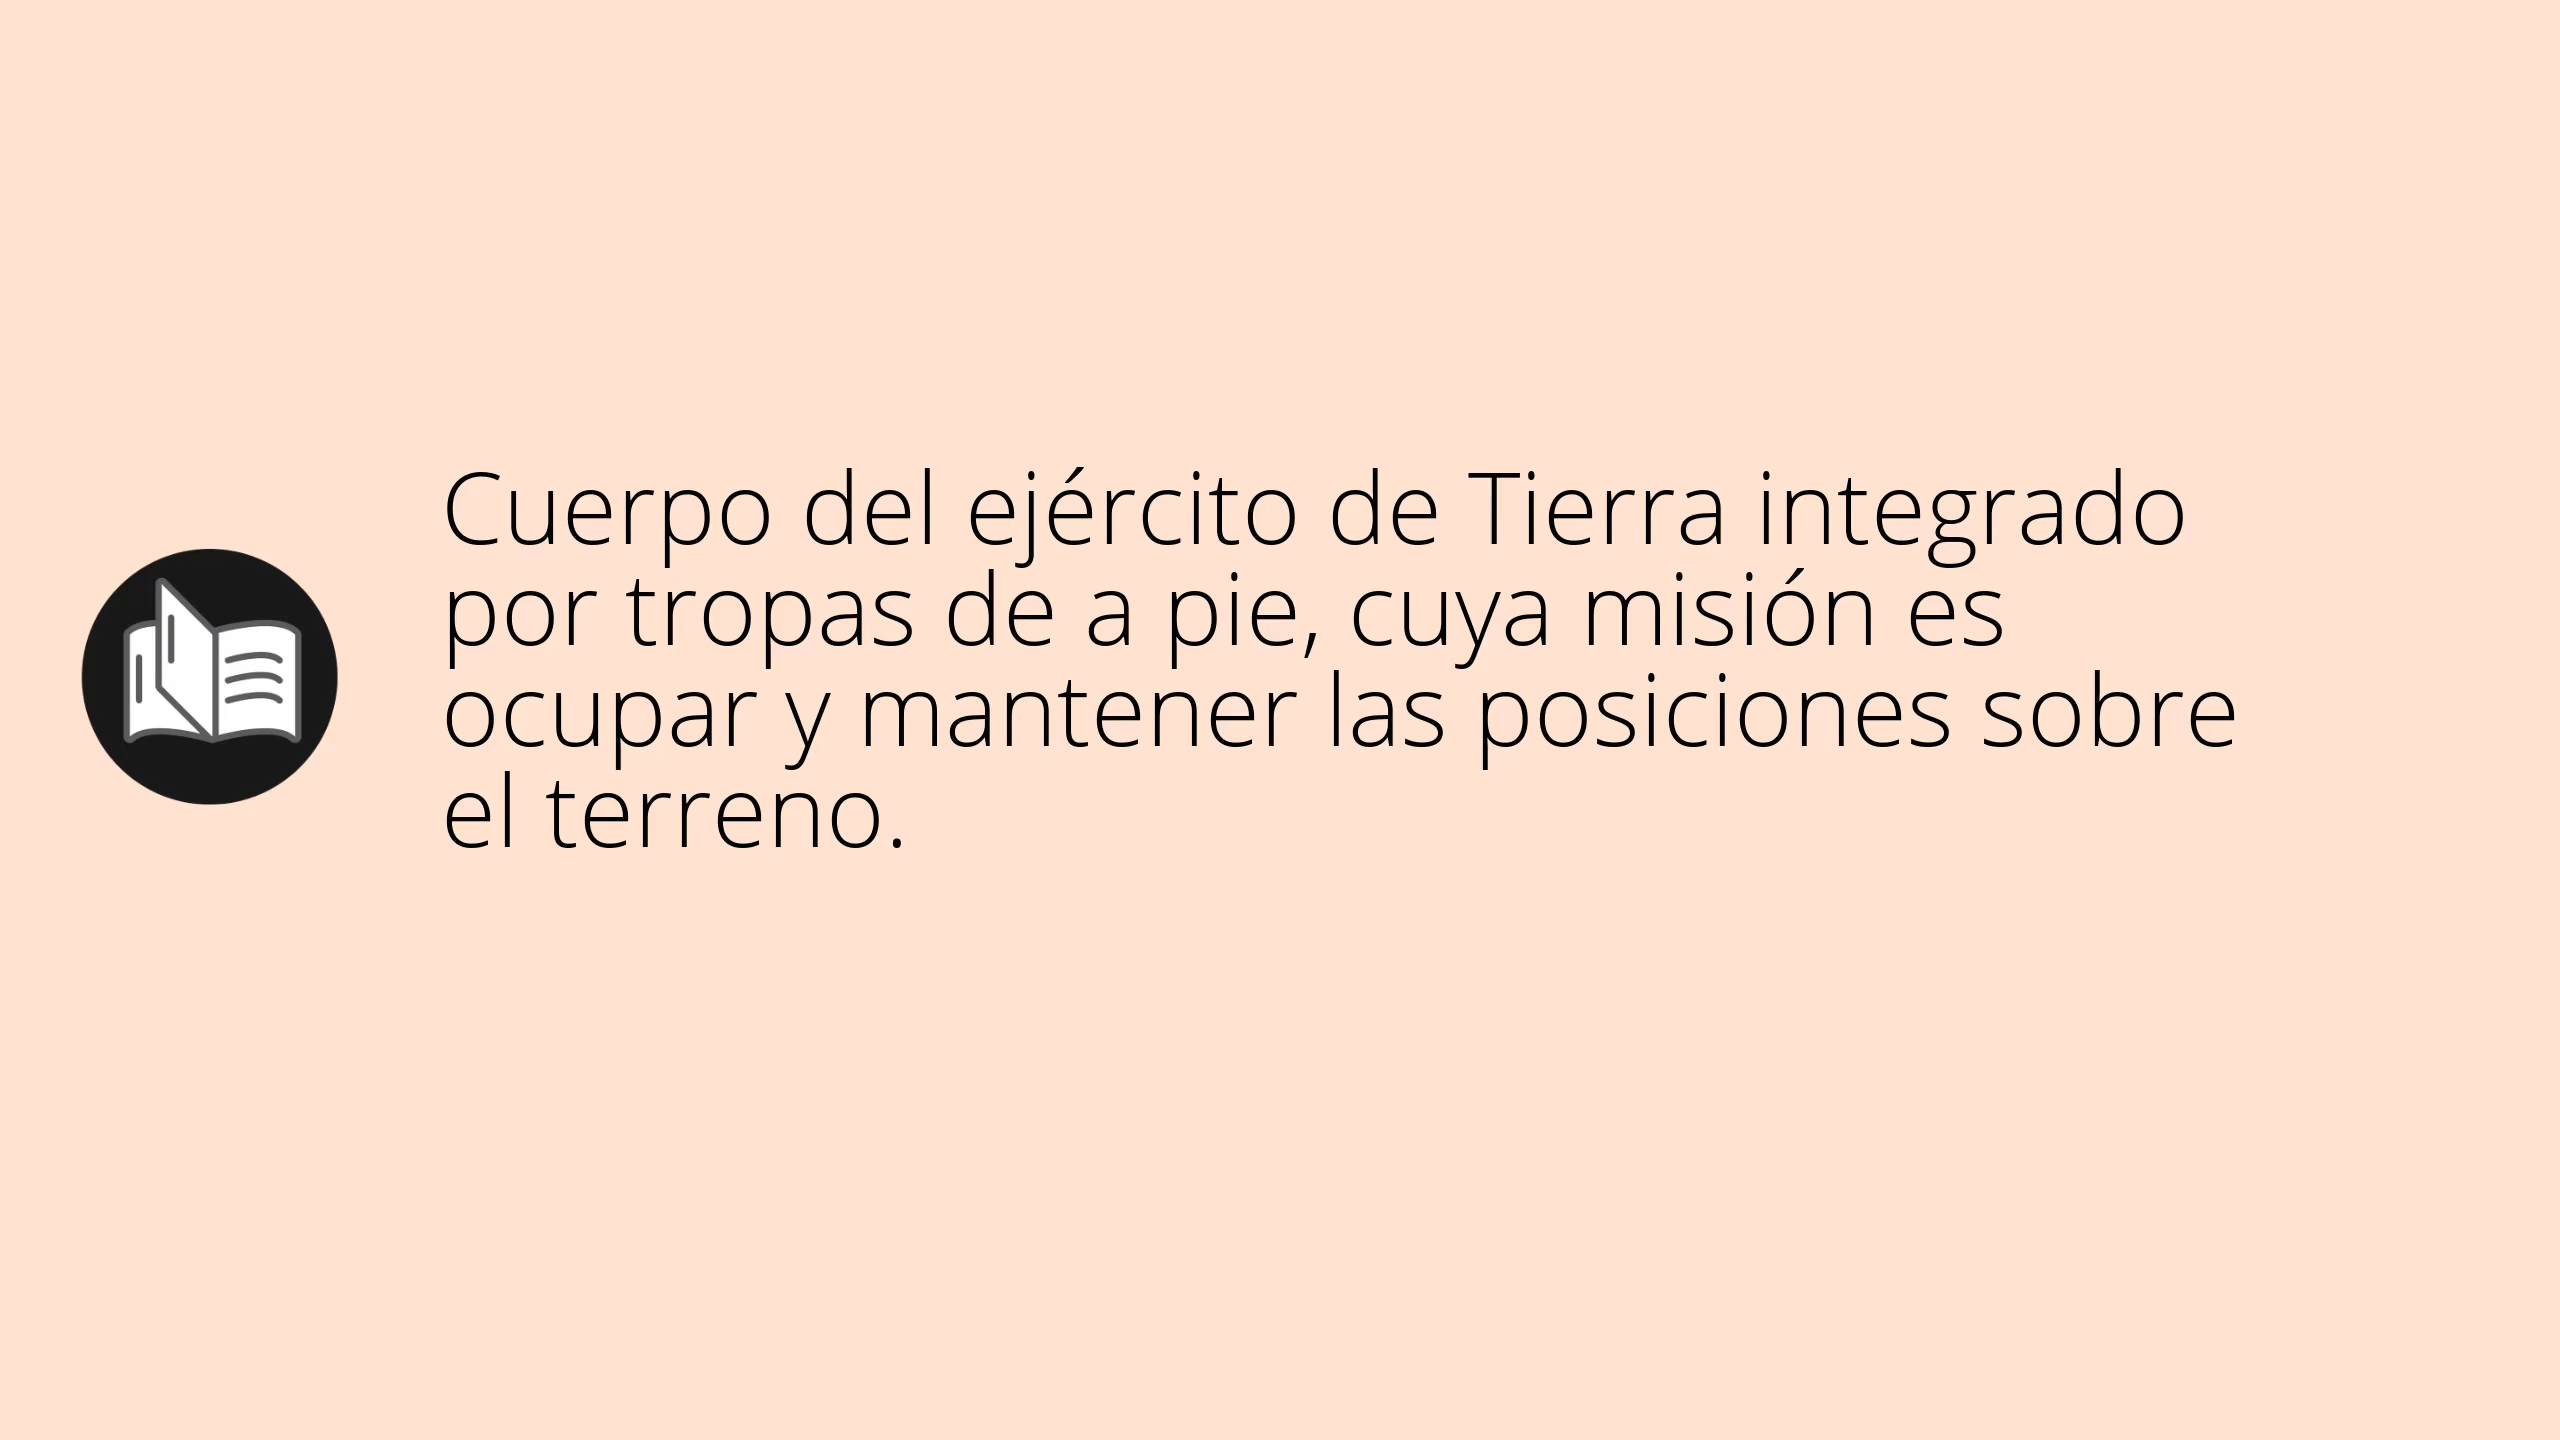 Cuerpo del ejército de Tierra integrado
por tropas de a pie, cuya misión es
ocupar y mantener las posiciones sobre
el terreno.